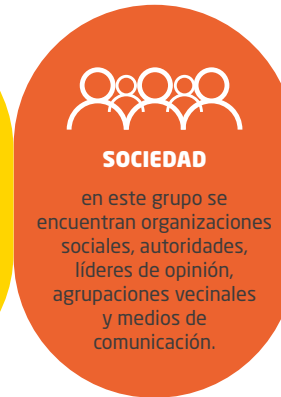 SOCIEDAD
en este grupo se
encuentran organizaciones
sociales, autoridades,
líderes de opinión,
agrupaciones vecinales
y medios de
comunicación.